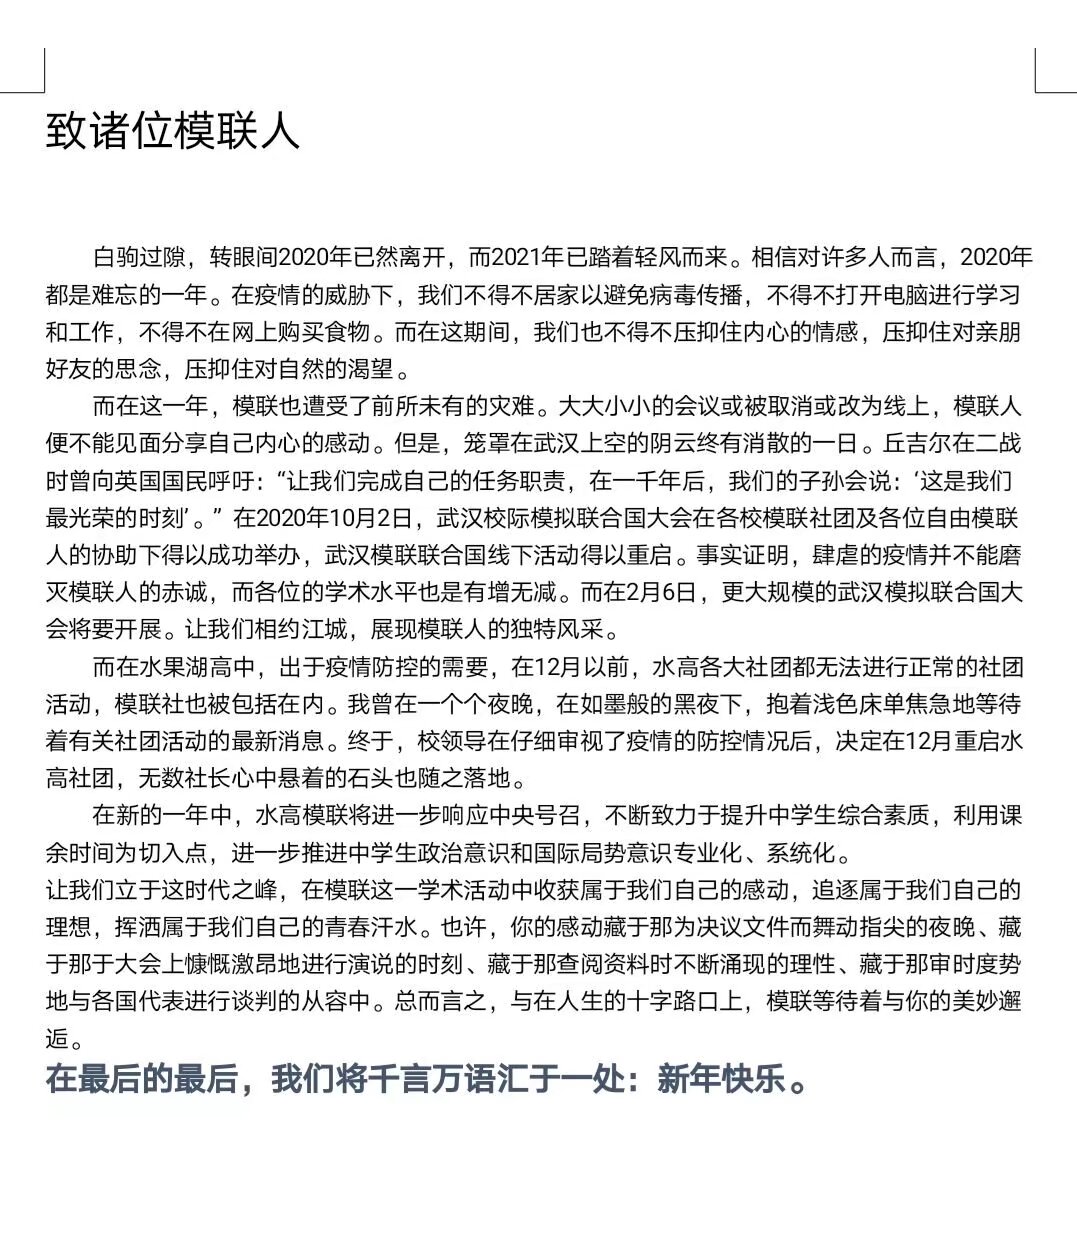 致诸位模联人
白驹过隙，转眼间2020年已然离开，而2021年已踏着轻风而来。相信对许多人而言，2020年
都是难忘的一年。在疫情的威胁下，我们不得不居家以避免病毒传播，不得不打开电脑进行学习
和工作，不得不在网上购买食物。而在这期间，我们也不得不压抑住内心的情感，压抑住对亲朋
好友的思念，压抑住对自然的渴望。
而在这一年，模联也遭受了前所未有的灾难。大大小小的会议或被取消或改为线上，模联人
便不能见面分享自己内心的感动。但是，笼罩在武汉上空的阴云终有消散的一日。丘吉尔在二战
时曾向英国国民呼吁：“让我们完成自己的任务职责，在一千年后，我们的子孙会说：‘这是我们
最光荣的时刻’。”在2020年10月2日，武汉校际模拟联合国大会在各校模联社团及各位自由模联
人的协助下得以成功举办，武汉模联联合国线下活动得以重启。事实证明，肆虐的疫情并不能磨
灭模联人的赤诚，而各位的学术水平也是有增无减。而在2月6日，更大规模的武汉模拟联合国大
会将要开展。让我们相约江城，展现模联人的独特风采。
而在水果湖高中，出于疫情防控的需要，在12月以前，水高各大社团都无法进行正常的社团
活动，模联社也被包括在内。我曾在一个个夜晚，在如墨般的黑夜下，抱着浅色床单焦急地等待
着有关社团活动的最新消息。终于，校领导在仔细审视了疫情的防控情况后，决定在12月重启水
高社团，无数社长心中悬着的石头也随之落地。
在新的一年中，水高模联将进一步响应中央号召，不断致力于提升中学生综合素质，利用课
余时间为切入点，进一步推进中学生政治意识和国际局势意识专业化、系统化。
让我们立于这时代之峰，在模联这一学术活动中收获属于我们自己的感动，追逐属于我们自己的
理想，挥洒属于我们自己的青春汗水。也许，你的感动藏于那为决议文件而舞动指尖的夜晚、藏
于那于大会上慷慨激昂地进行演说的时刻、藏于那查阅资料时不断涌现的理性、藏于那审时度势
地与各国代表进行谈判的从容中。总而言之，与在人生的十字路口上，模联等待着与你的美妙邂
逅。
在最后的最后，我们将千言万语汇于一处：新年快乐。